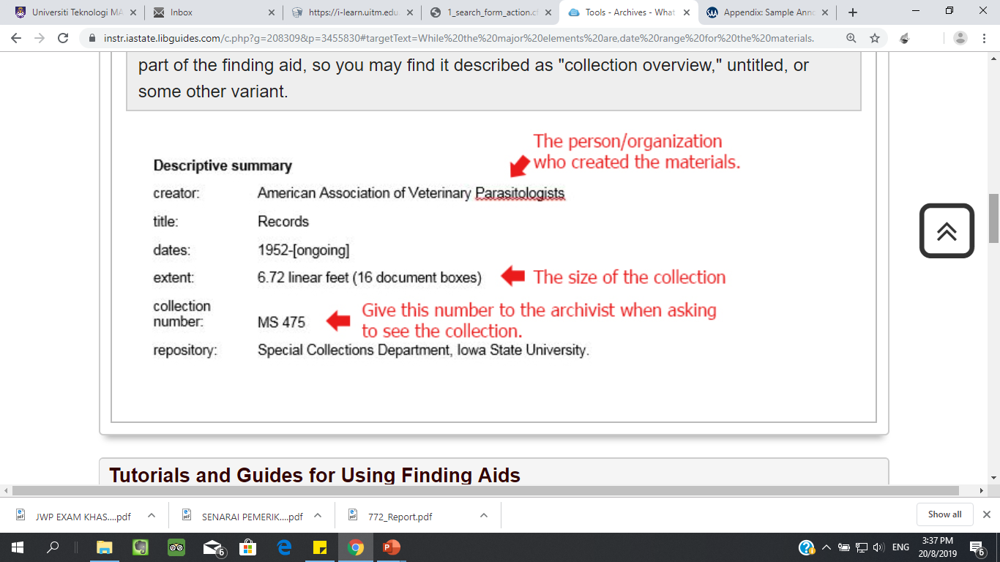 Universiti Teknologi MA
Inbox
https://i-learn.uitm.edu.
1_search_form_action.cf
Tools - Archives - What
SAA
Appendix: Sample Anno
instr.iastate.libguides.com/c.php?g=208309&p=3455830#targetText=While%20the%20major%20elements%20are,date%20range%20for%20the%20materials.
part of the finding aid, so you may find it described as "collection overview," untitled, or
some other variant.
The person/organization
who created the materials.
Descriptive summary
creator: American Association of Veterinary Parasitologists
title: Records
dates: 1952-[ongoing]
extent: 6.72 linear feet (16 document boxes)
The size of the collection
collection
number: MS 475
Give this number to the archivist when asking
to see the collection.
repository: Special Collections Department, Iowa State University.
Tutorials and Guides for Using Finding Aids
JWP EXAM KHAS....pdf
SENARAI PEMERIK....pdf
772_Report.pdf
Show all
6
ENG
3:37 PM
20/8/2019
6